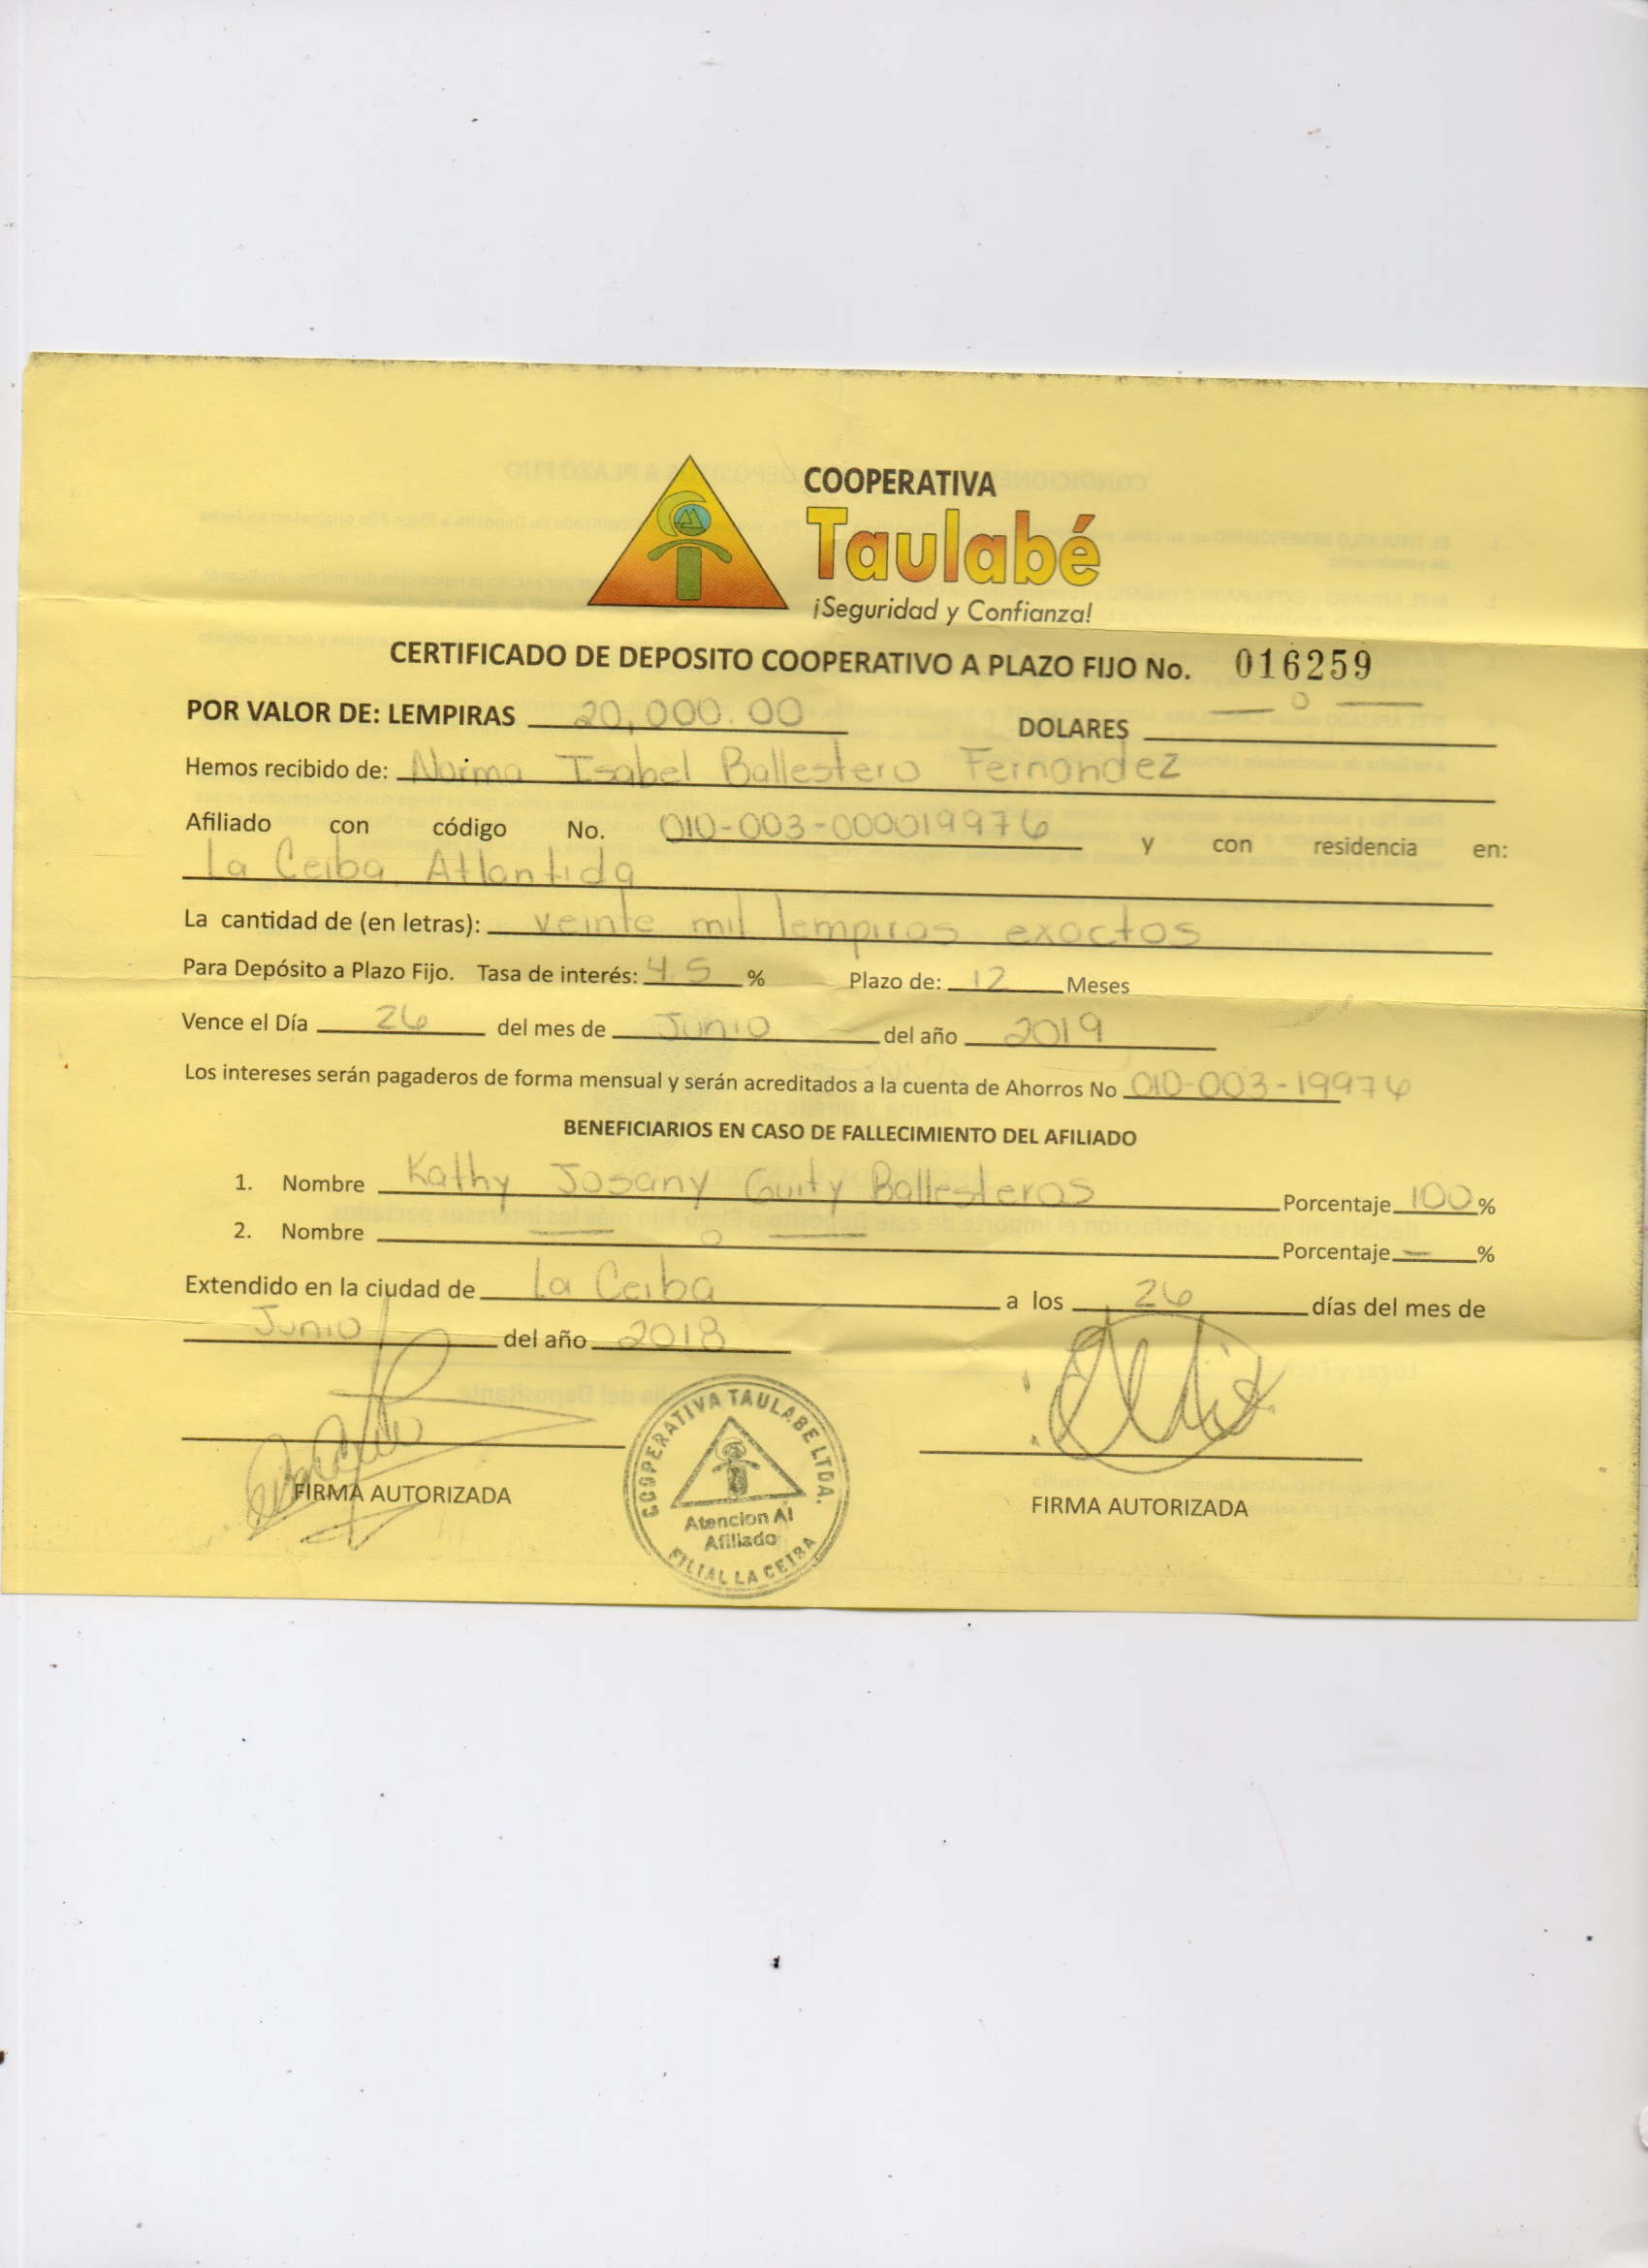 COOPERATIVA
Taulabé
¡Seguridad y Confianza!
CERTIFICADO DE DEPOSITO COOPERATIVO A PLAZO FIJO No. 016259
POR VALOR DE: LEMPIRAS 20,000.00 DOLARES — 0 —
Hemos recibido de: Norma Isabel Ballestero Fernandez
Afiliado con código No. 010-003-000019976 y con residencia en:
La Ceiba, Atlantida
La cantidad de (en letras): veinte mil lempiras exactos
Para Depósito a Plazo Fijo. Tasa de interés: 4.5 % Plazo de: 12 Meses
Vence el Día 26 del mes de Junio del año 2019
Los intereses serán pagaderos de forma mensual y serán acreditados a la cuenta de Ahorros No 010-003-19976
BENEFICIARIOS EN CASO DE FALLECIMIENTO DEL AFILIADO
1. Nombre Kathy Josany Guity Ballesteros Porcentaje 100 %
2. Nombre — 0 — Porcentaje — %
Extendido en la ciudad de La Ceiba a los 26 días del mes de
Junio del año 2018
FIRMA AUTORIZADA
COOPERATIVA TAULABE LTDA.
Atencion Al
Afiliado
FILIAL LA CEIBA
FIRMA AUTORIZADA